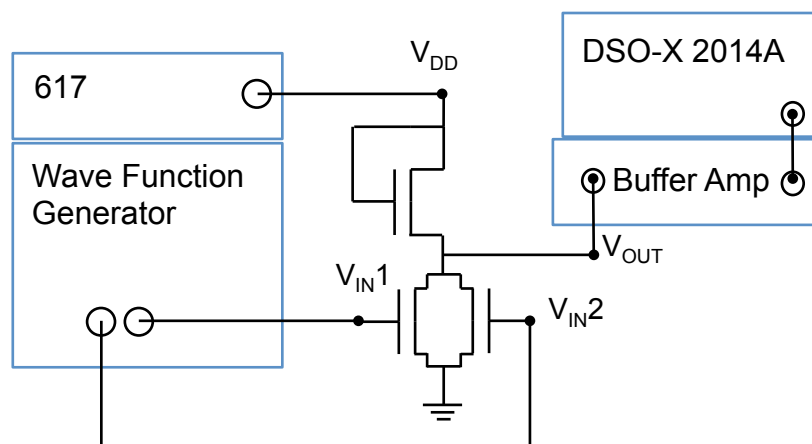 V_DD
DSO-X 2014A
617
Wave Function
Generator
Buffer Amp
V_OUT
V_IN1
V_IN2